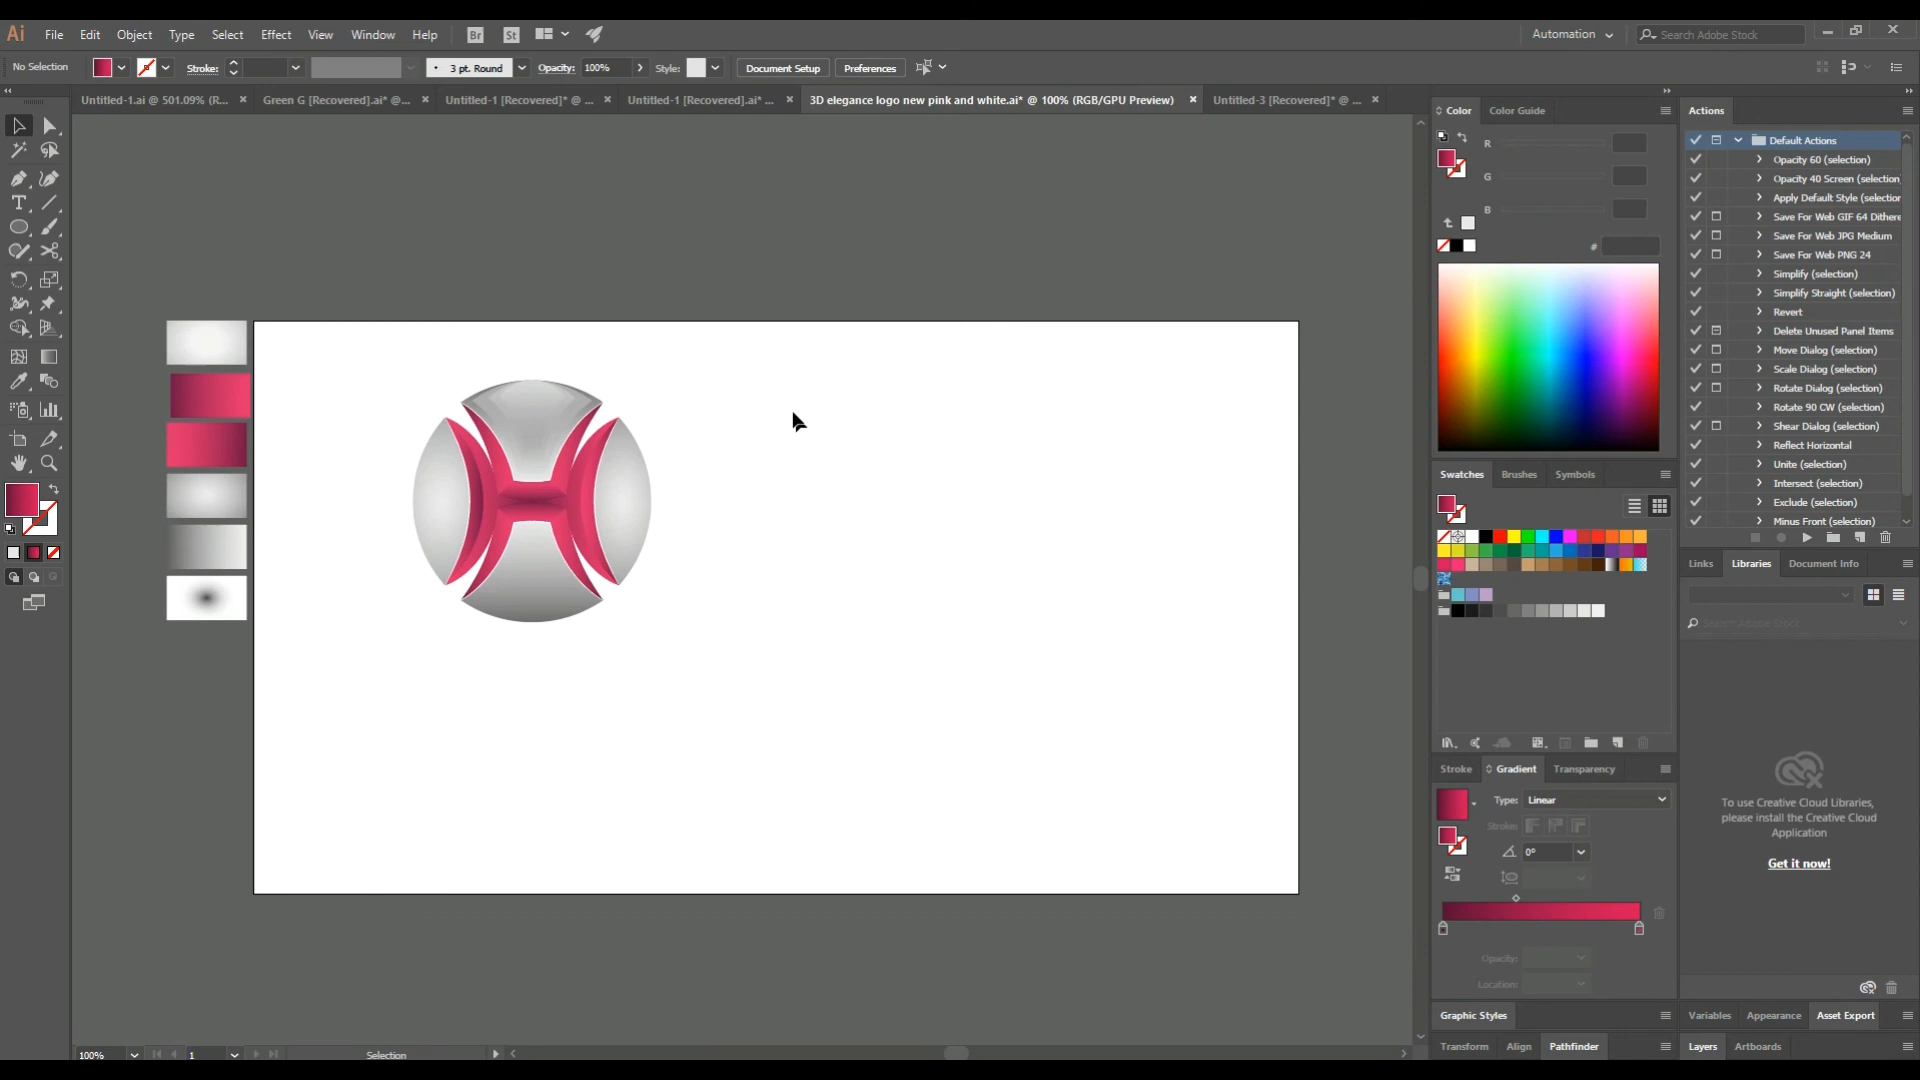 Ai File Edit Object Type Select Effect View Window Help Br St Automation Search Adobe Stock
No Selection Stroke: 3 pt. Round Opacity: 100% Style: Document Setup Preferences
Untitled-1.ai @ 501.09% (R... Green G [Recovered].ai* @... Untitled-1 [Recovered]* @ ... Untitled-1 [Recovered].ai* ... 3D elegance logo new pink and white.ai* @ 100% (RGB/GPU Preview) Untitled-3 [Recovered]* @ ...
Color Color Guide
R
G
B
#
Swatches Brushes Symbols
Stroke Gradient Transparency
Type: Linear
Stroke:
0°
Opacity:
Location:
Graphic Styles
Transform Align Pathfinder
Actions
Default Actions
Opacity 60 (selection)
Opacity 40 Screen (selection
Apply Default Style (selection
Save For Web GIF 64 Dithere
Save For Web JPG Medium
Save For Web PNG 24
Simplify (selection)
Simplify Straight (selection)
Revert
Delete Unused Panel Items
Move Dialog (selection)
Scale Dialog (selection)
Rotate Dialog (selection)
Rotate 90 CW (selection)
Shear Dialog (selection)
Reflect Horizontal
Unite (selection)
Intersect (selection)
Exclude (selection)
Minus Front (selection)
Links Libraries Document Info
Search Adobe Stock
To use Creative Cloud Libraries,
please install the Creative Cloud
Application
Get it now!
Variables Appearance Asset Export
Layers Artboards
100% 1 Selection